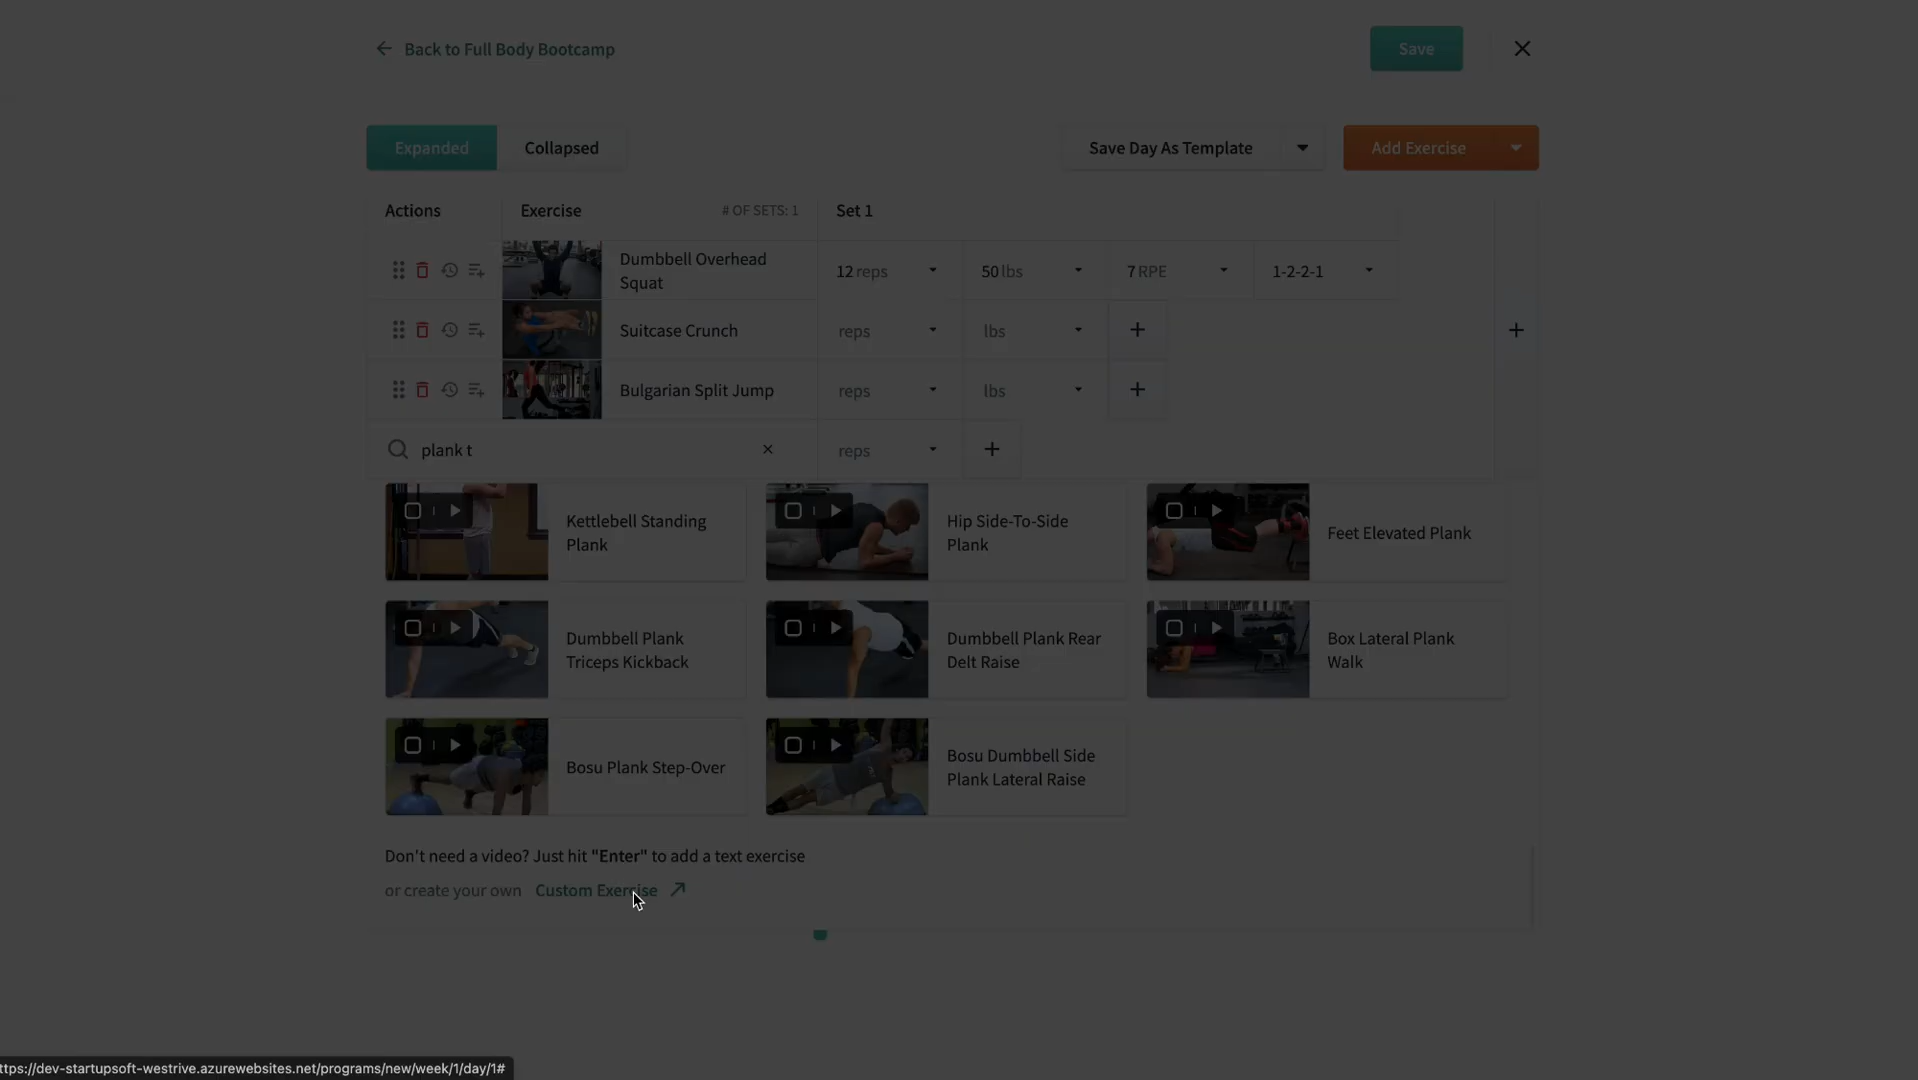 Back to Full Body Bootcamp
Save
Expanded
Collapsed
Save Day As Template
Add Exercise
Actions
Exercise
# OF SETS: 1
Set 1
Dumbbell Overhead
Squat
12 reps
50 lbs
7 RPE
1-2-2-1
Suitcase Crunch
reps
lbs
Bulgarian Split Jump
reps
lbs
plank t
reps
Kettlebell Standing
Plank
Hip Side-To-Side
Plank
Feet Elevated Plank
Dumbbell Plank
Triceps Kickback
Dumbbell Plank Rear
Delt Raise
Box Lateral Plank
Walk
Bosu Plank Step-Over
Bosu Dumbbell Side
Plank Lateral Raise
Don't need a video? Just hit "Enter" to add a text exercise
or create your own Custom Exercise
ttps://dev-startupsoft-westrive.azurewebsites.net/programs/new/week/1/day/1#